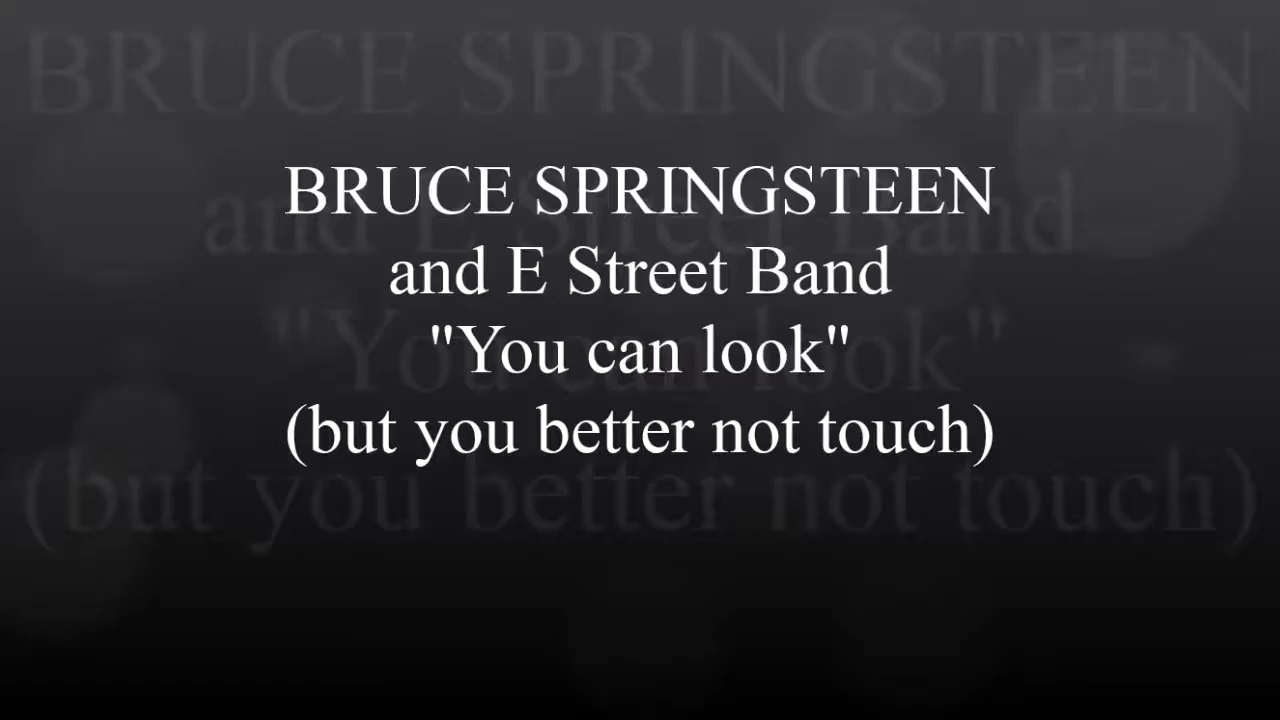 BRUCE SPRINGSTEEN
and E Street Band
"You can look"
(but you better not touch)